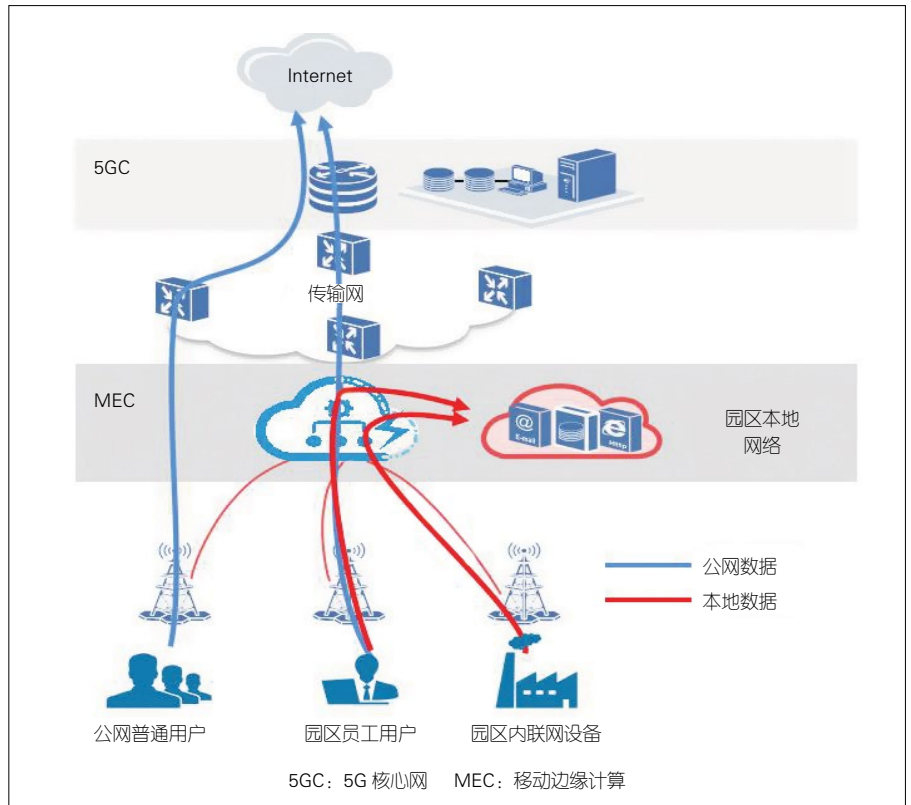 Internet
5GC
传输网
MEC
@
E-mail
e
HTTP
园区本地
网络
公网数据
本地数据
公网普通用户
园区员工用户
园区内联网设备
5GC：5G 核心网 MEC：移动边缘计算